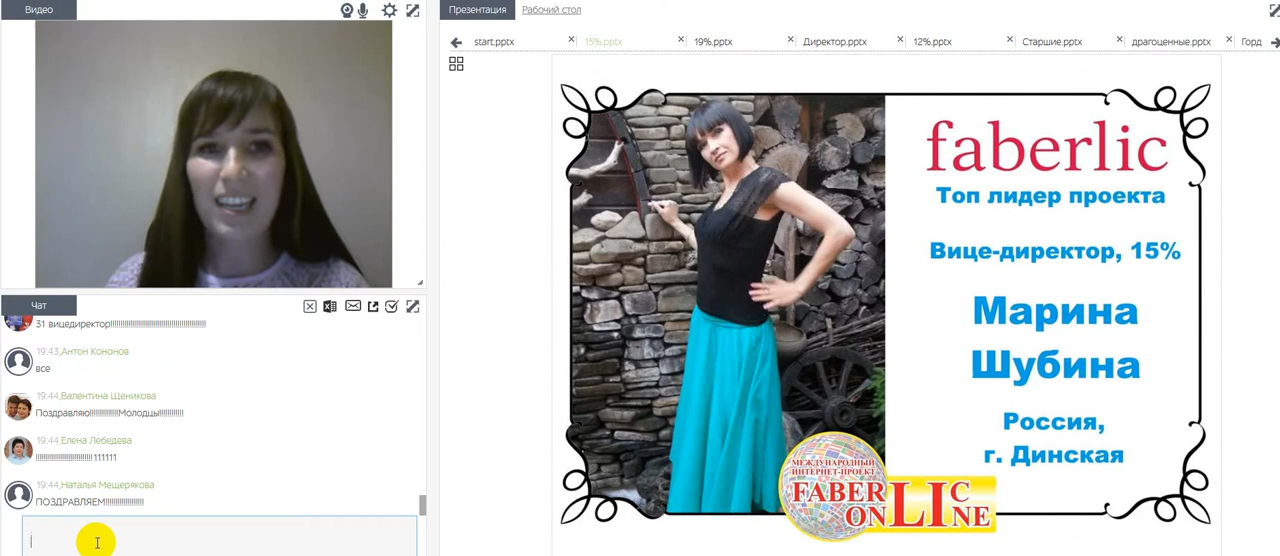 Видео
Чат
31 вицедиректор!!!!!!!!!!!!!!!!!!!!!!!!!!!!!!!!!!!!!!!!!!!!!!!!
19:43,Антон Кононов
все
19:44,Валентина Щеникова
Поздравляю!!!!!!!!!!!!!!Молодцы!!!!!!!!!!!!
19:44,Елена Лебедева
!!!!!!!!!!!!!!!!!!!!!!!!!!!!111111
19:44,Наталья Мещерякова
ПОЗДРАВЛЯЕМ!!!!!!!!!!!!!!!!!!!
Презентация Рабочий стол
start.pptx 15%.pptx 19%.pptx Директор.pptx 12%.pptx Старшие.pptx драгоценные.pptx Горд
faberlic
Топ лидер проекта
Вице-директор, 15%
Марина
Шубина
Россия,
г. Динская
МЕЖДУНАРОДНЫЙ
ИНТЕРНЕТ-ПРОЕКТ
FABERLIC
ONLINE